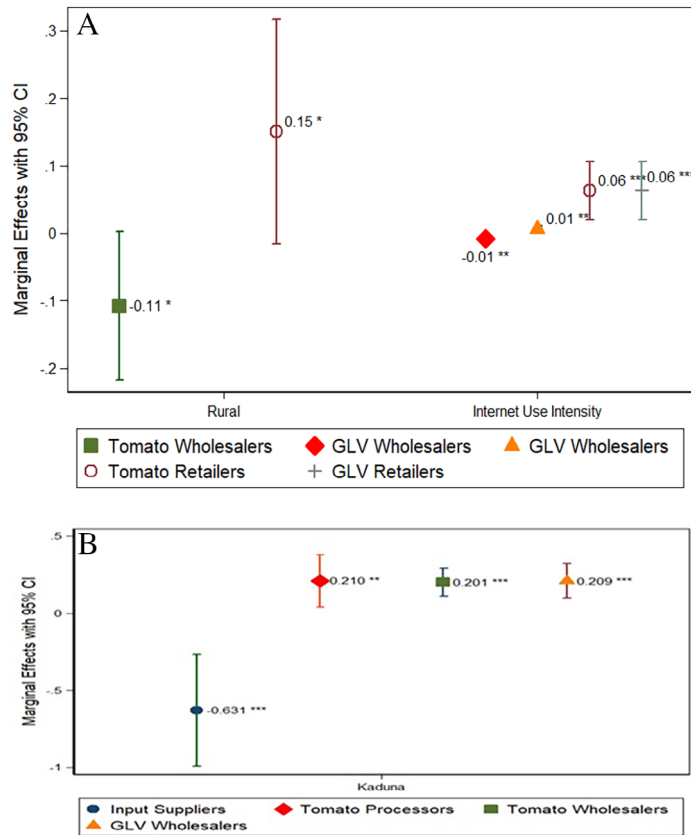 A
Marginal Effects with 95% CI
.3
.2
0.15 *
.1
0.06 ***
0.06 ***
0.01 **
0
-0.01 **
-.1
-0.11 *
-.2
Rural
Internet Use Intensity
Tomato Wholesalers GLV Wholesalers GLV Wholesalers
Tomato Retailers GLV Retailers
B
Marginal Effects with 95% CI
.5
0.210 ** 0.201 *** 0.209 ***
0
-.5
-0.631 ***
-1
Kaduna
Input Suppliers Tomato Processors Tomato Wholesalers
GLV Wholesalers